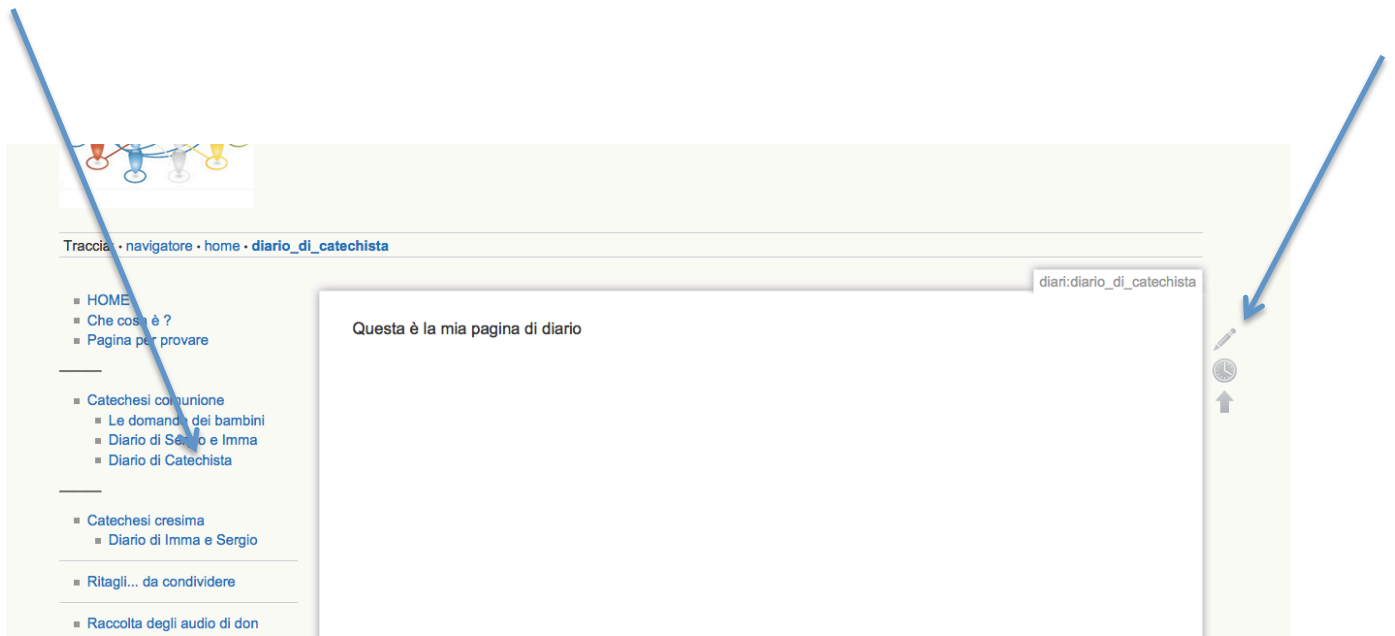 Traccia: • navigatore • home • diario_di_catechista
diari:diario_di_catechista
HOME
Che cosa è ?
Pagina per provare
Catechesi comunione
Le domande dei bambini
Diario di Sergio e Imma
Diario di Catechista
Catechesi cresima
Diario di Imma e Sergio
Ritagli... da condividere
Raccolta degli audio di don
Questa è la mia pagina di diario